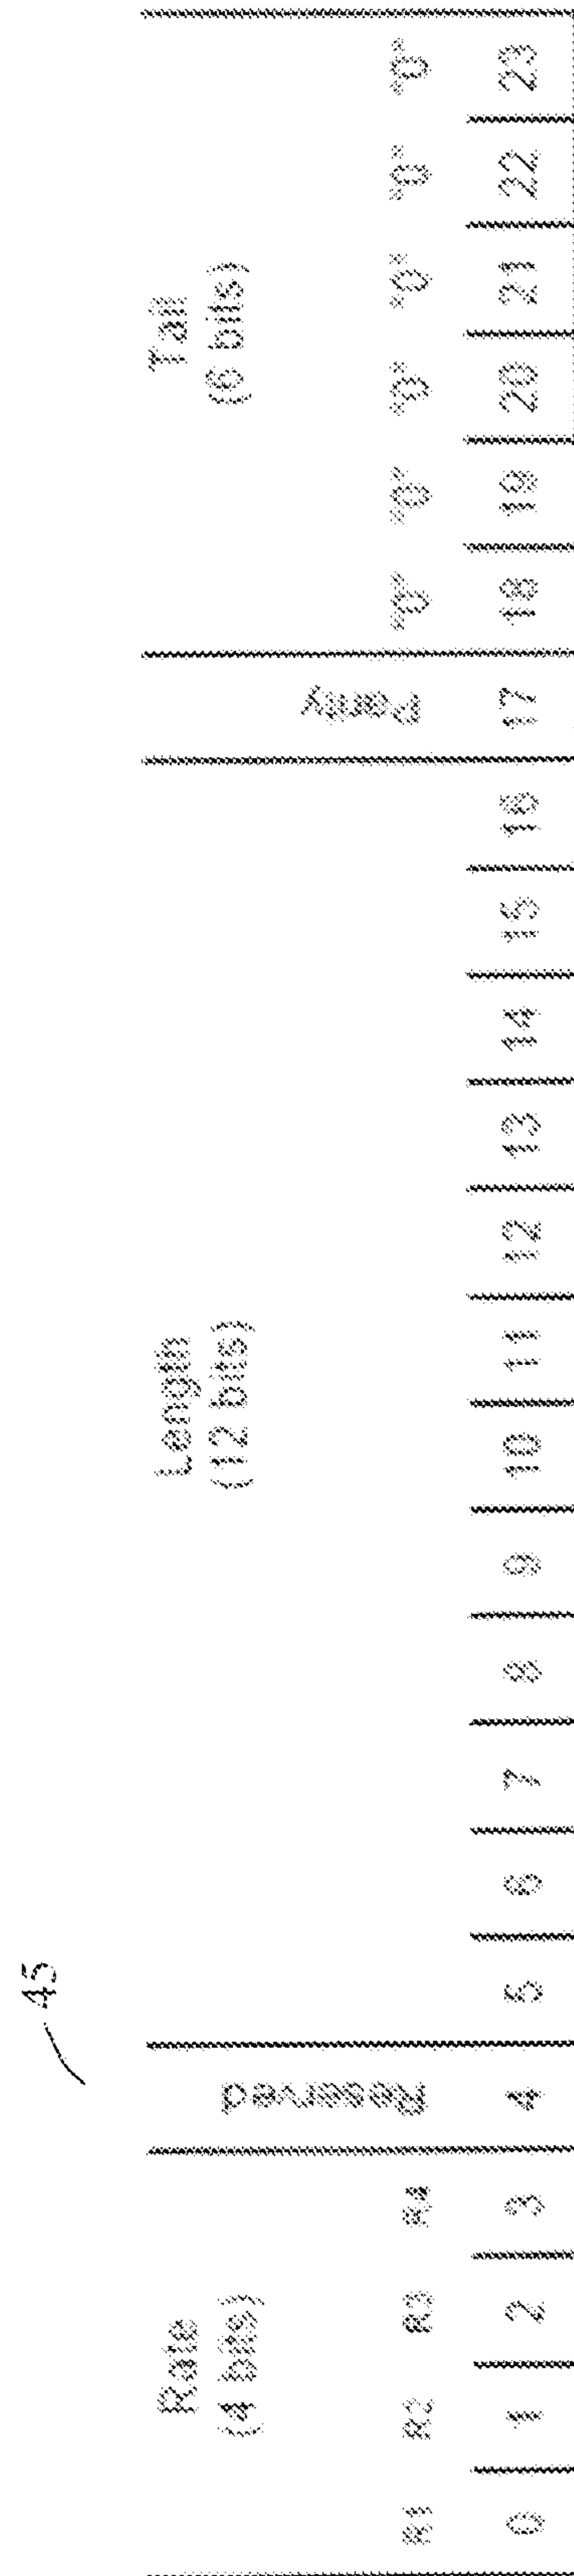 45
Rate
(4 bits)
Reserved
Length
(12 bits)
Parity
Tail
(6 bits)
R1 R2 R3 R4 "0" "0" "0" "0" "0" "0"
0 1 2 3 4 5 6 7 8 9 10 11 12 13 14 15 16 17 18 19 20 21 22 23